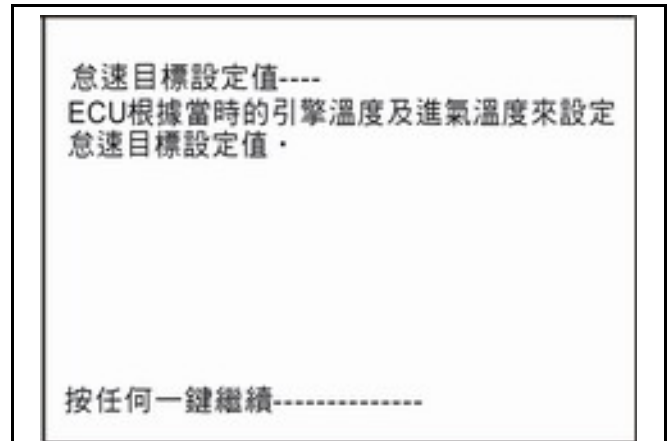 怠速目標設定值----
ECU根據當時的引擎溫度及進氣溫度來設定
怠速目標設定值・
按任何一鍵繼續--------------